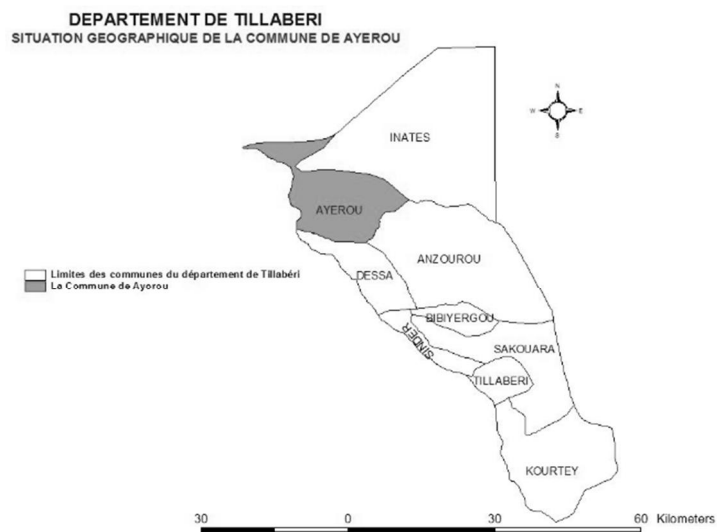 DEPARTEMENT DE TILLABERI
SITUATION GEOGRAPHIQUE DE LA COMMUNE DE AYEROU
N
W
E
S
INATES
AYEROU
ANZOUROU
DESSA
Limites des communes du département de Tillabéri
La Commune de Ayorou
BIBIYERGOU
SINDER
SAKOUARA
TILLABERI
KOURTEY
30 0 30 60 Kilometers